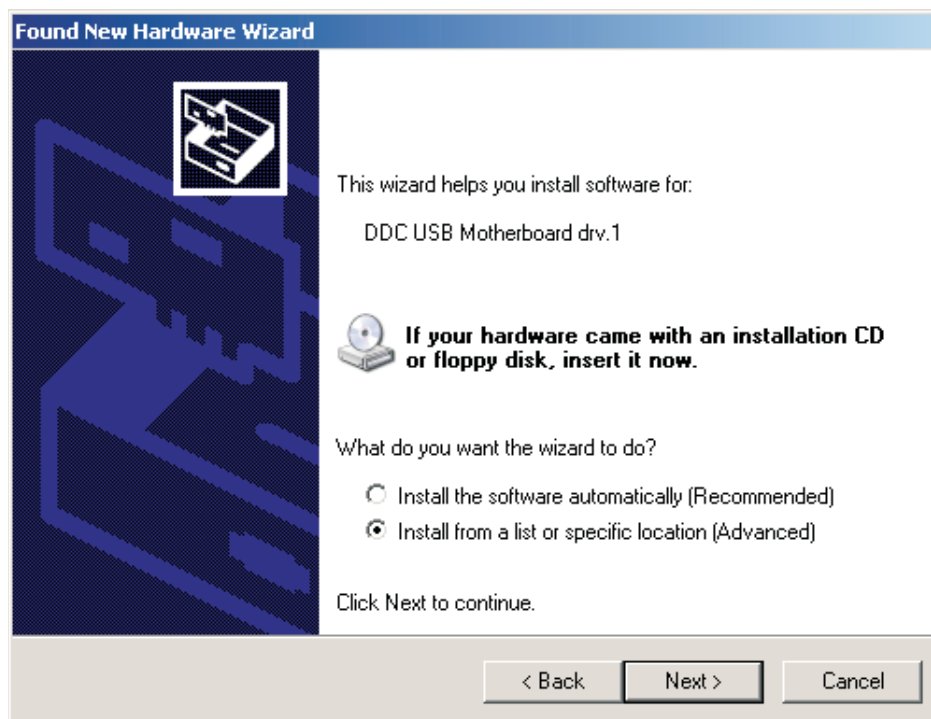 Found New Hardware Wizard
This wizard helps you install software for:
DDC USB Motherboard drv.1
If your hardware came with an installation CD
or floppy disk, insert it now.
What do you want the wizard to do?
Install the software automatically (Recommended)
Install from a list or specific location (Advanced)
Click Next to continue.
< Back Next > Cancel